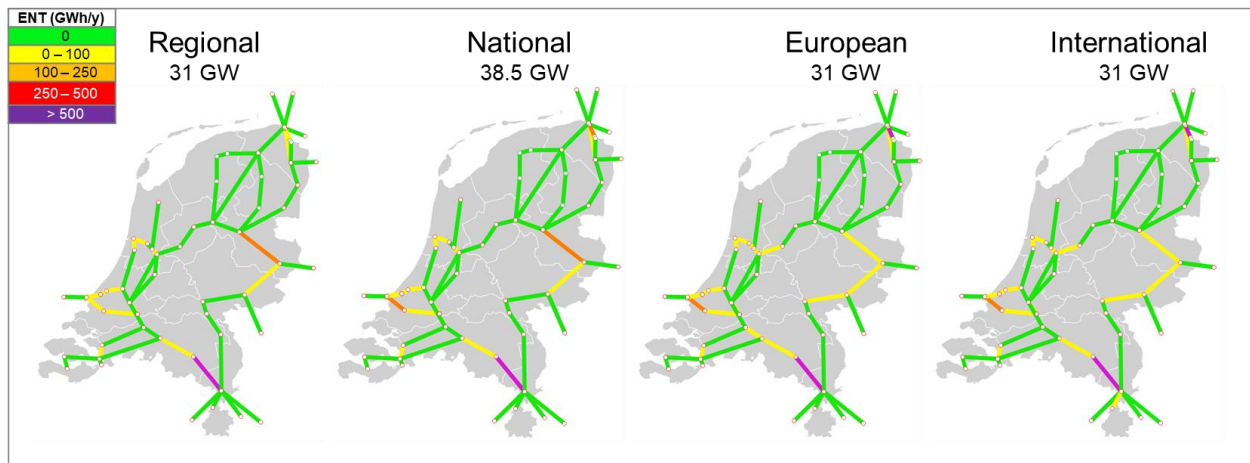 ENT (GWh/y)
0
0 – 100
100 – 250
250 – 500
> 500
Regional
31 GW
National
38.5 GW
European
31 GW
International
31 GW